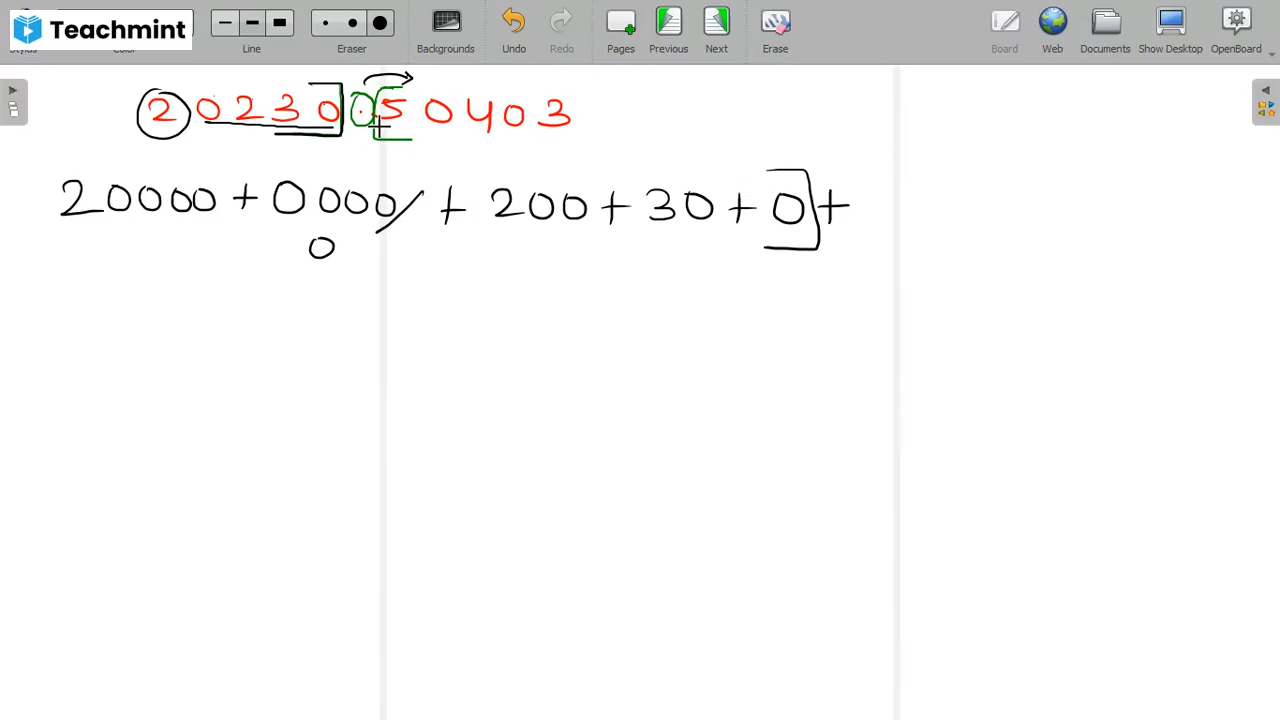 Teachmint
Line Eraser Backgrounds Undo Redo Pages Previous Next Erase Board Web Documents Show Desktop OpenBoard
20230.50403
20000 + 0000 + 200 + 30 + 0 +
0